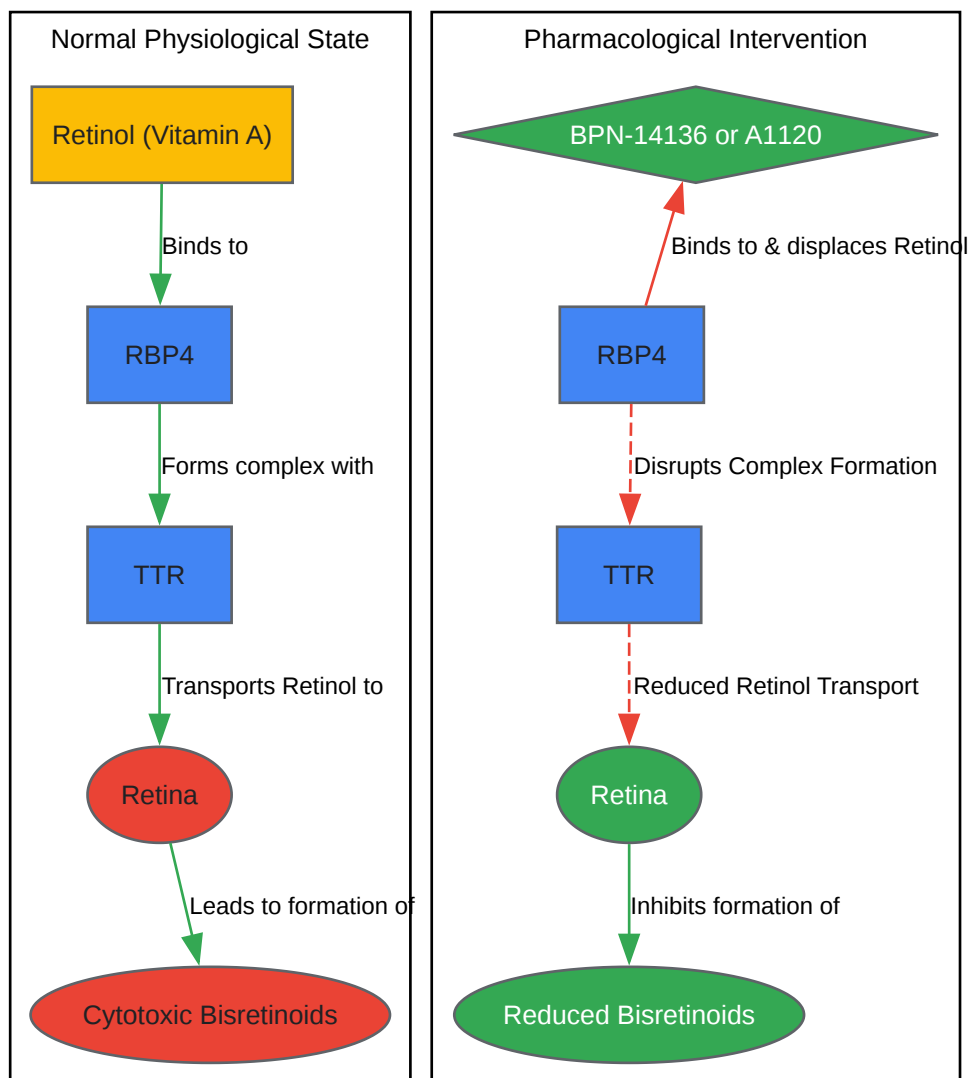 Normal Physiological State
Retinol (Vitamin A)
Binds to
RBP4
Forms complex with
TTR
Transports Retinol to
Retina
Leads to formation of
Cytotoxic Bisretinoids
Pharmacological Intervention
BPN-14136 or A1120
Binds to & displaces Retinol
RBP4
Disrupts Complex Formation
TTR
Reduced Retinol Transport
Retina
Inhibits formation of
Reduced Bisretinoids